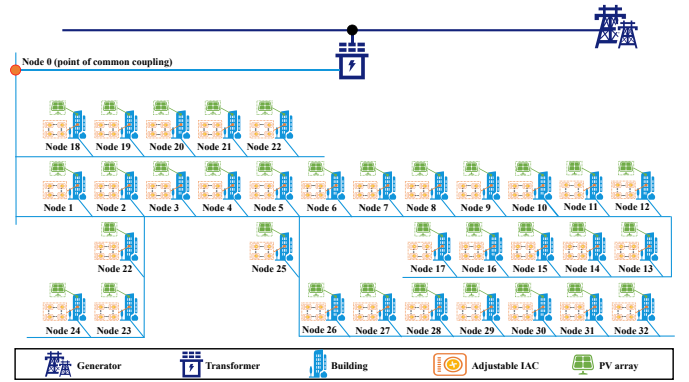 Node 0 (point of common coupling)
Node 18 Node 19 Node 20 Node 21 Node 22
Node 1 Node 2 Node 3 Node 4 Node 5 Node 6 Node 7 Node 8 Node 9 Node 10 Node 11 Node 12
Node 22 Node 25 Node 17 Node 16 Node 15 Node 14 Node 13
Node 24 Node 23 Node 26 Node 27 Node 28 Node 29 Node 30 Node 31 Node 32
Generator Transformer Building Adjustable IAC PV array